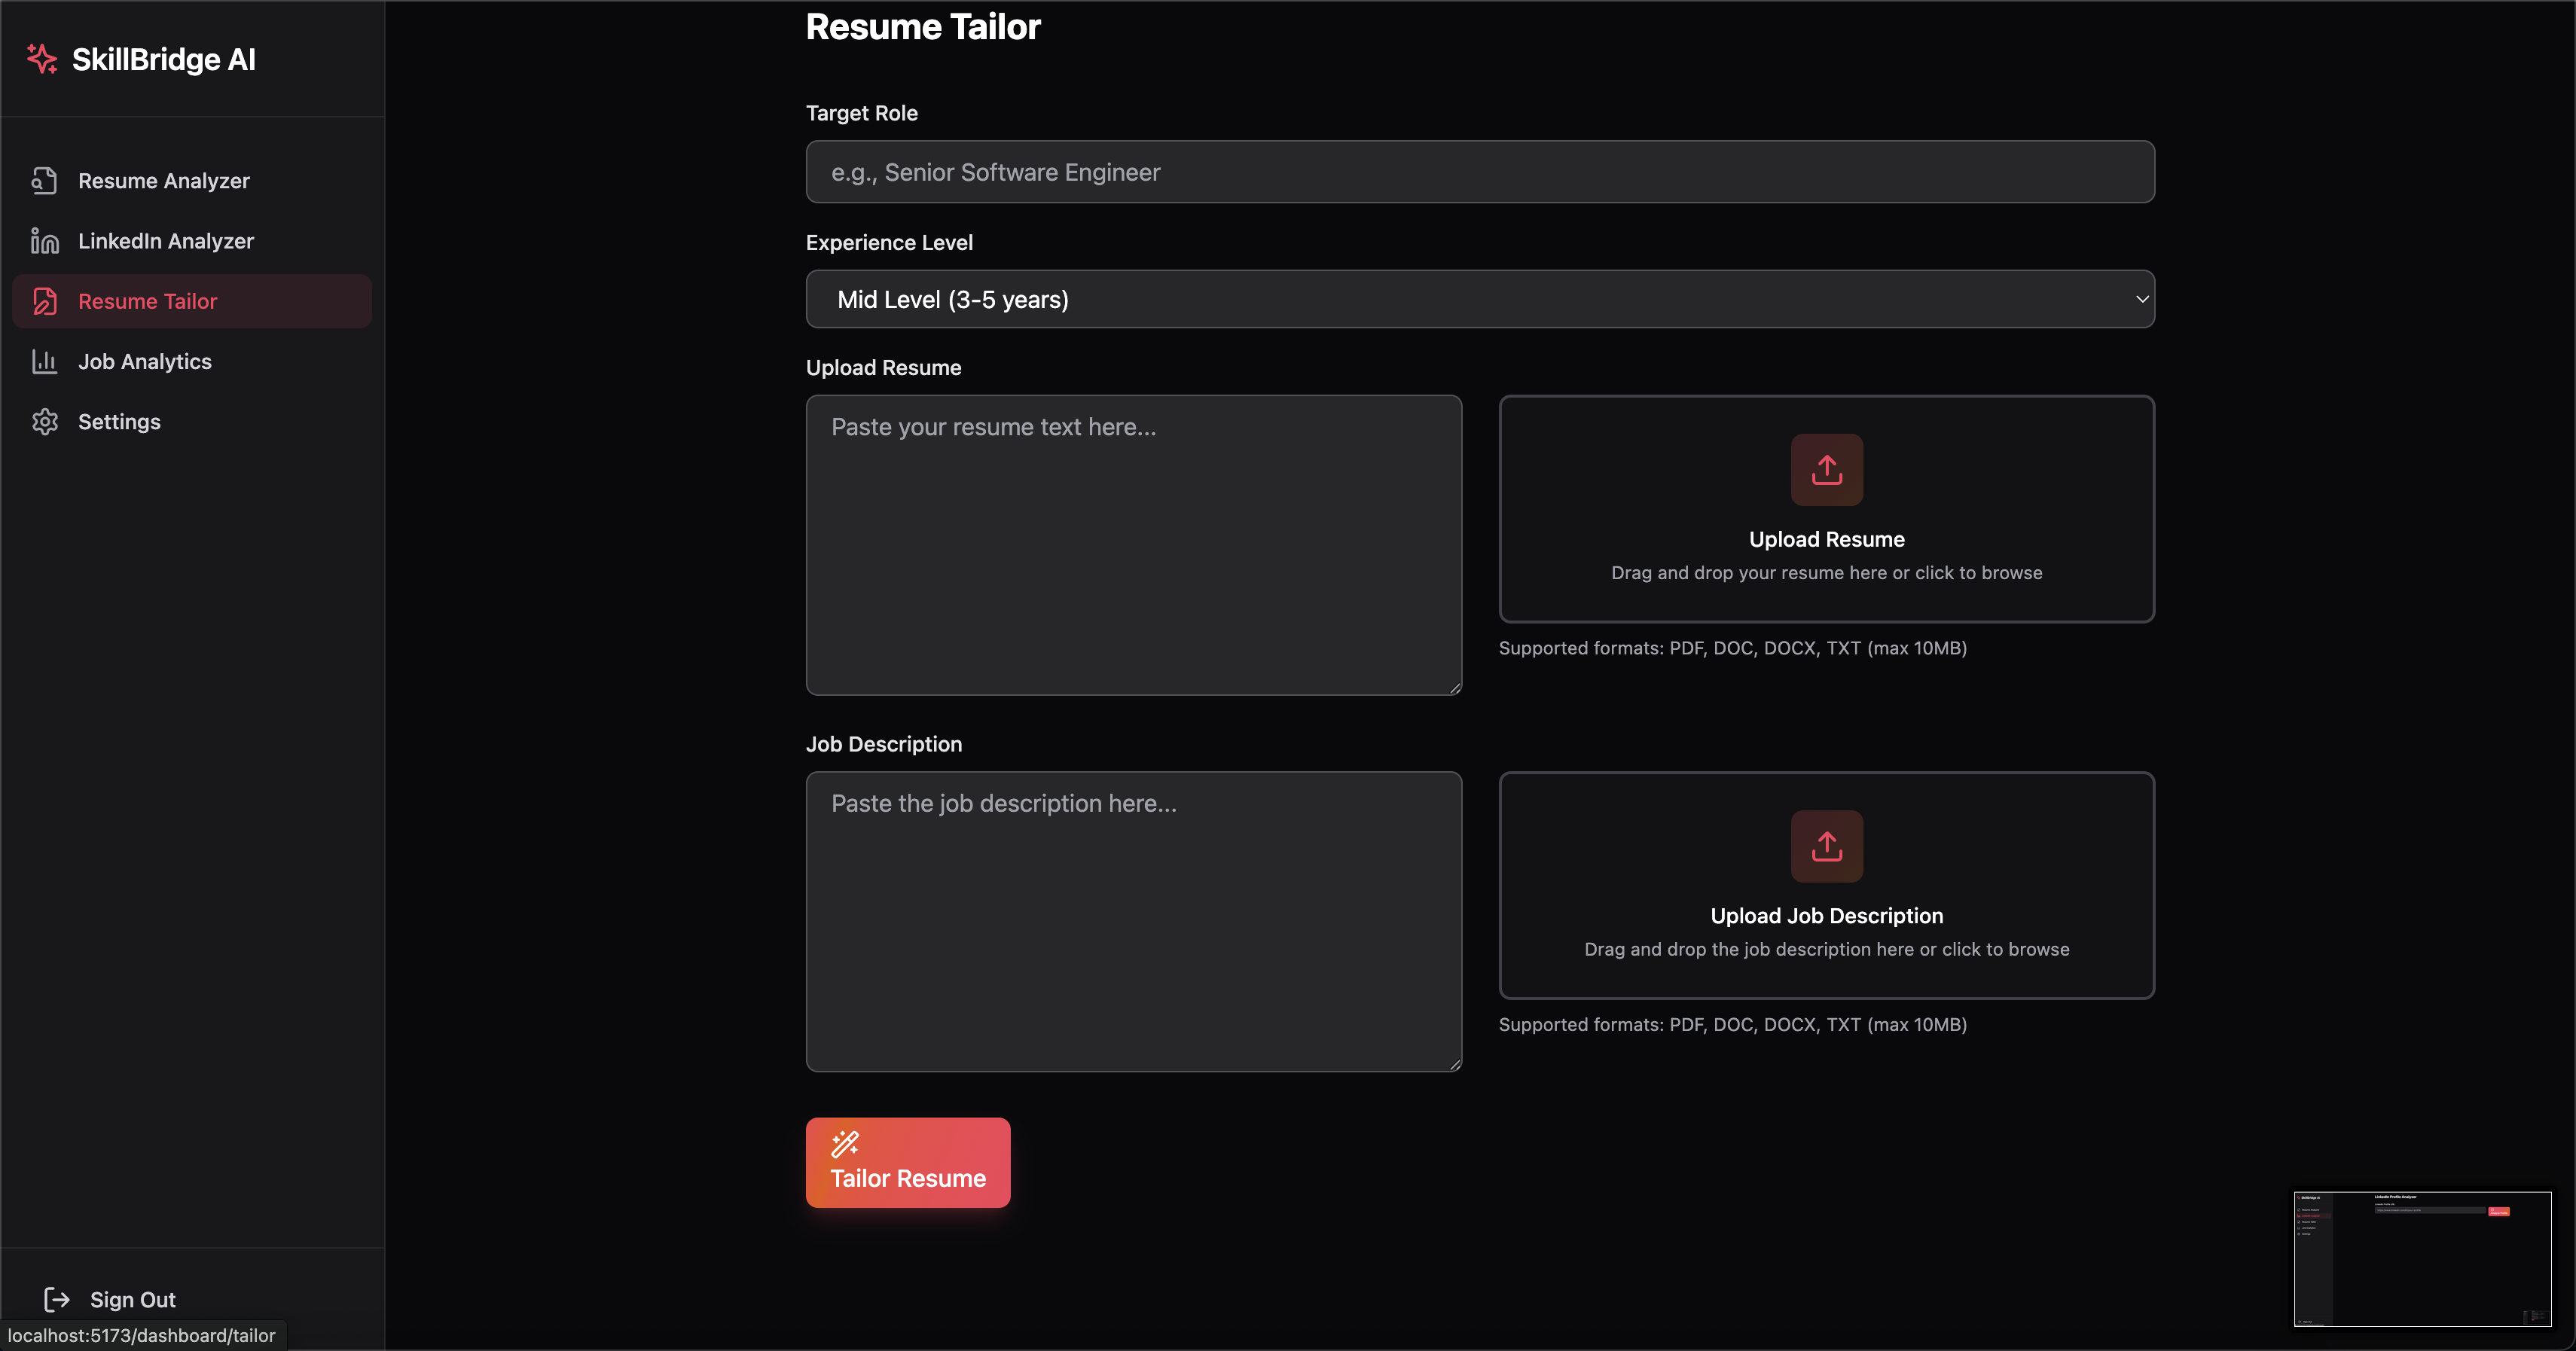 SkillBridge AI
Resume Analyzer
LinkedIn Analyzer
Resume Tailor
Job Analytics
Settings
Sign Out
localhost:5173/dashboard/tailor
Resume Tailor
Target Role
e.g., Senior Software Engineer
Experience Level
Mid Level (3-5 years)
Upload Resume
Paste your resume text here...
Upload Resume
Drag and drop your resume here or click to browse
Supported formats: PDF, DOC, DOCX, TXT (max 10MB)
Job Description
Paste the job description here...
Upload Job Description
Drag and drop the job description here or click to browse
Supported formats: PDF, DOC, DOCX, TXT (max 10MB)
Tailor Resume
LinkedIn Profile Analyzer